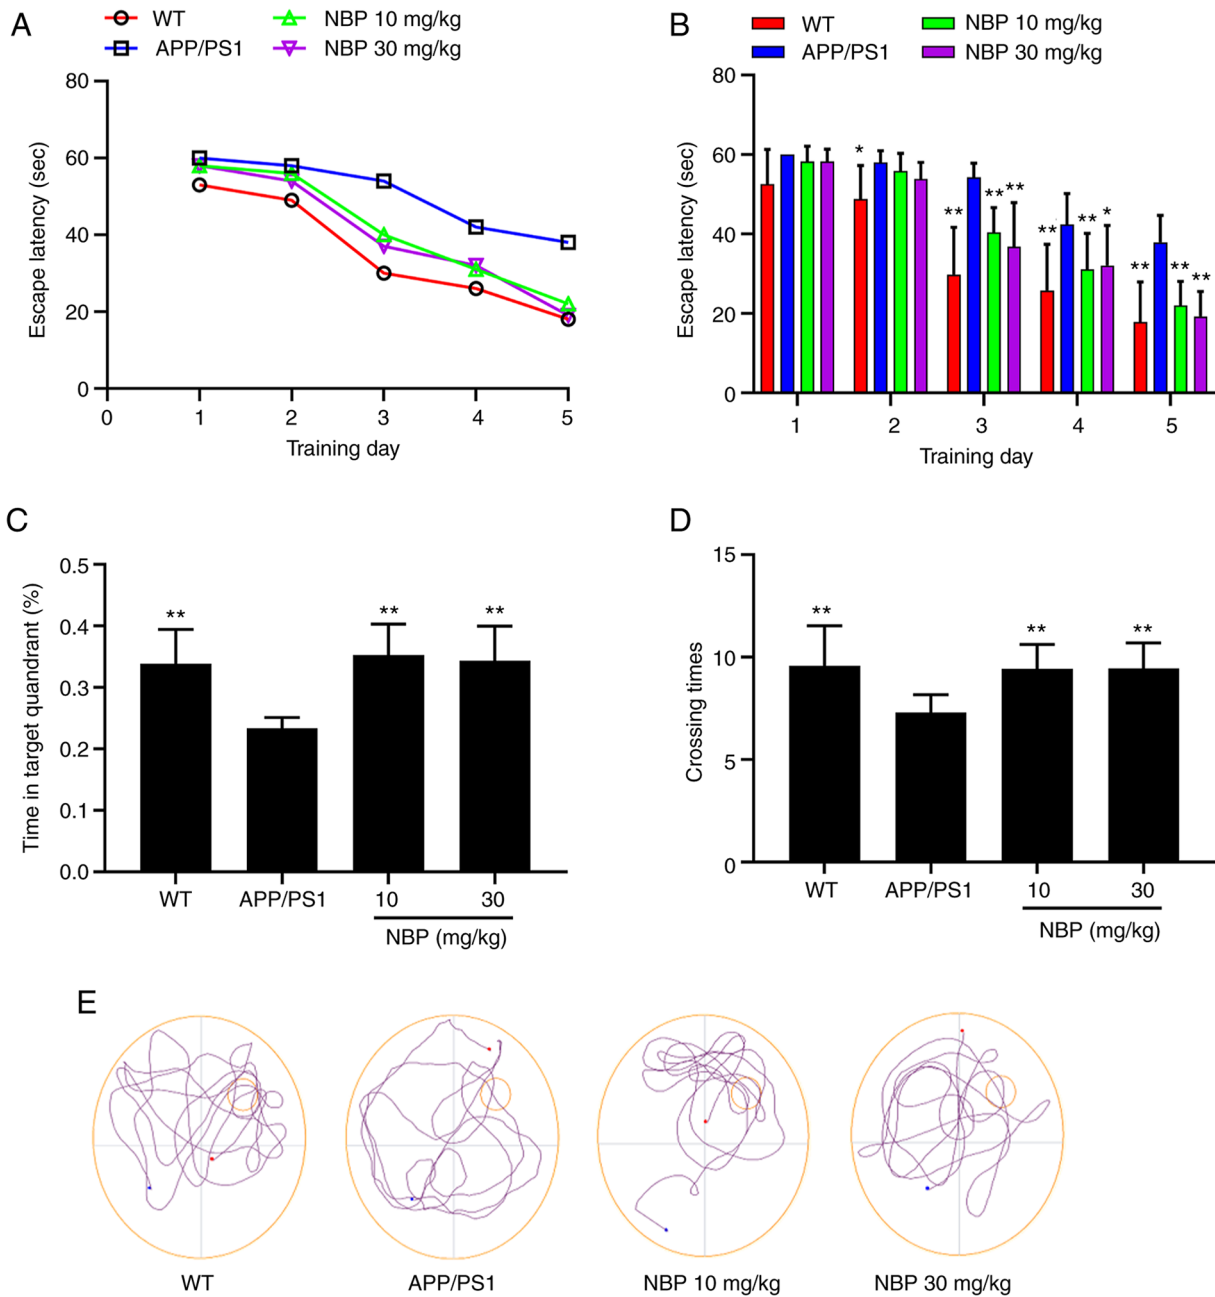 A
WT
NBP 10 mg/kg
APP/PS1
NBP 30 mg/kg
Escape latency (sec)
80
60
40
20
0
0 1 2 3 4 5
Training day
B
WT
NBP 10 mg/kg
APP/PS1
NBP 30 mg/kg
Escape latency (sec)
80
60
40
20
0
*
** ** **
** ** *
** ** **
1 2 3 4 5
Training day
C
Time in target quandrant (%)
0.5
0.4
0.3
0.2
0.1
0.0
** ** **
WT APP/PS1 10 30
NBP (mg/kg)
D
Crossing times
15
10
5
0
** ** **
WT APP/PS1 10 30
NBP (mg/kg)
E
WT APP/PS1 NBP 10 mg/kg NBP 30 mg/kg